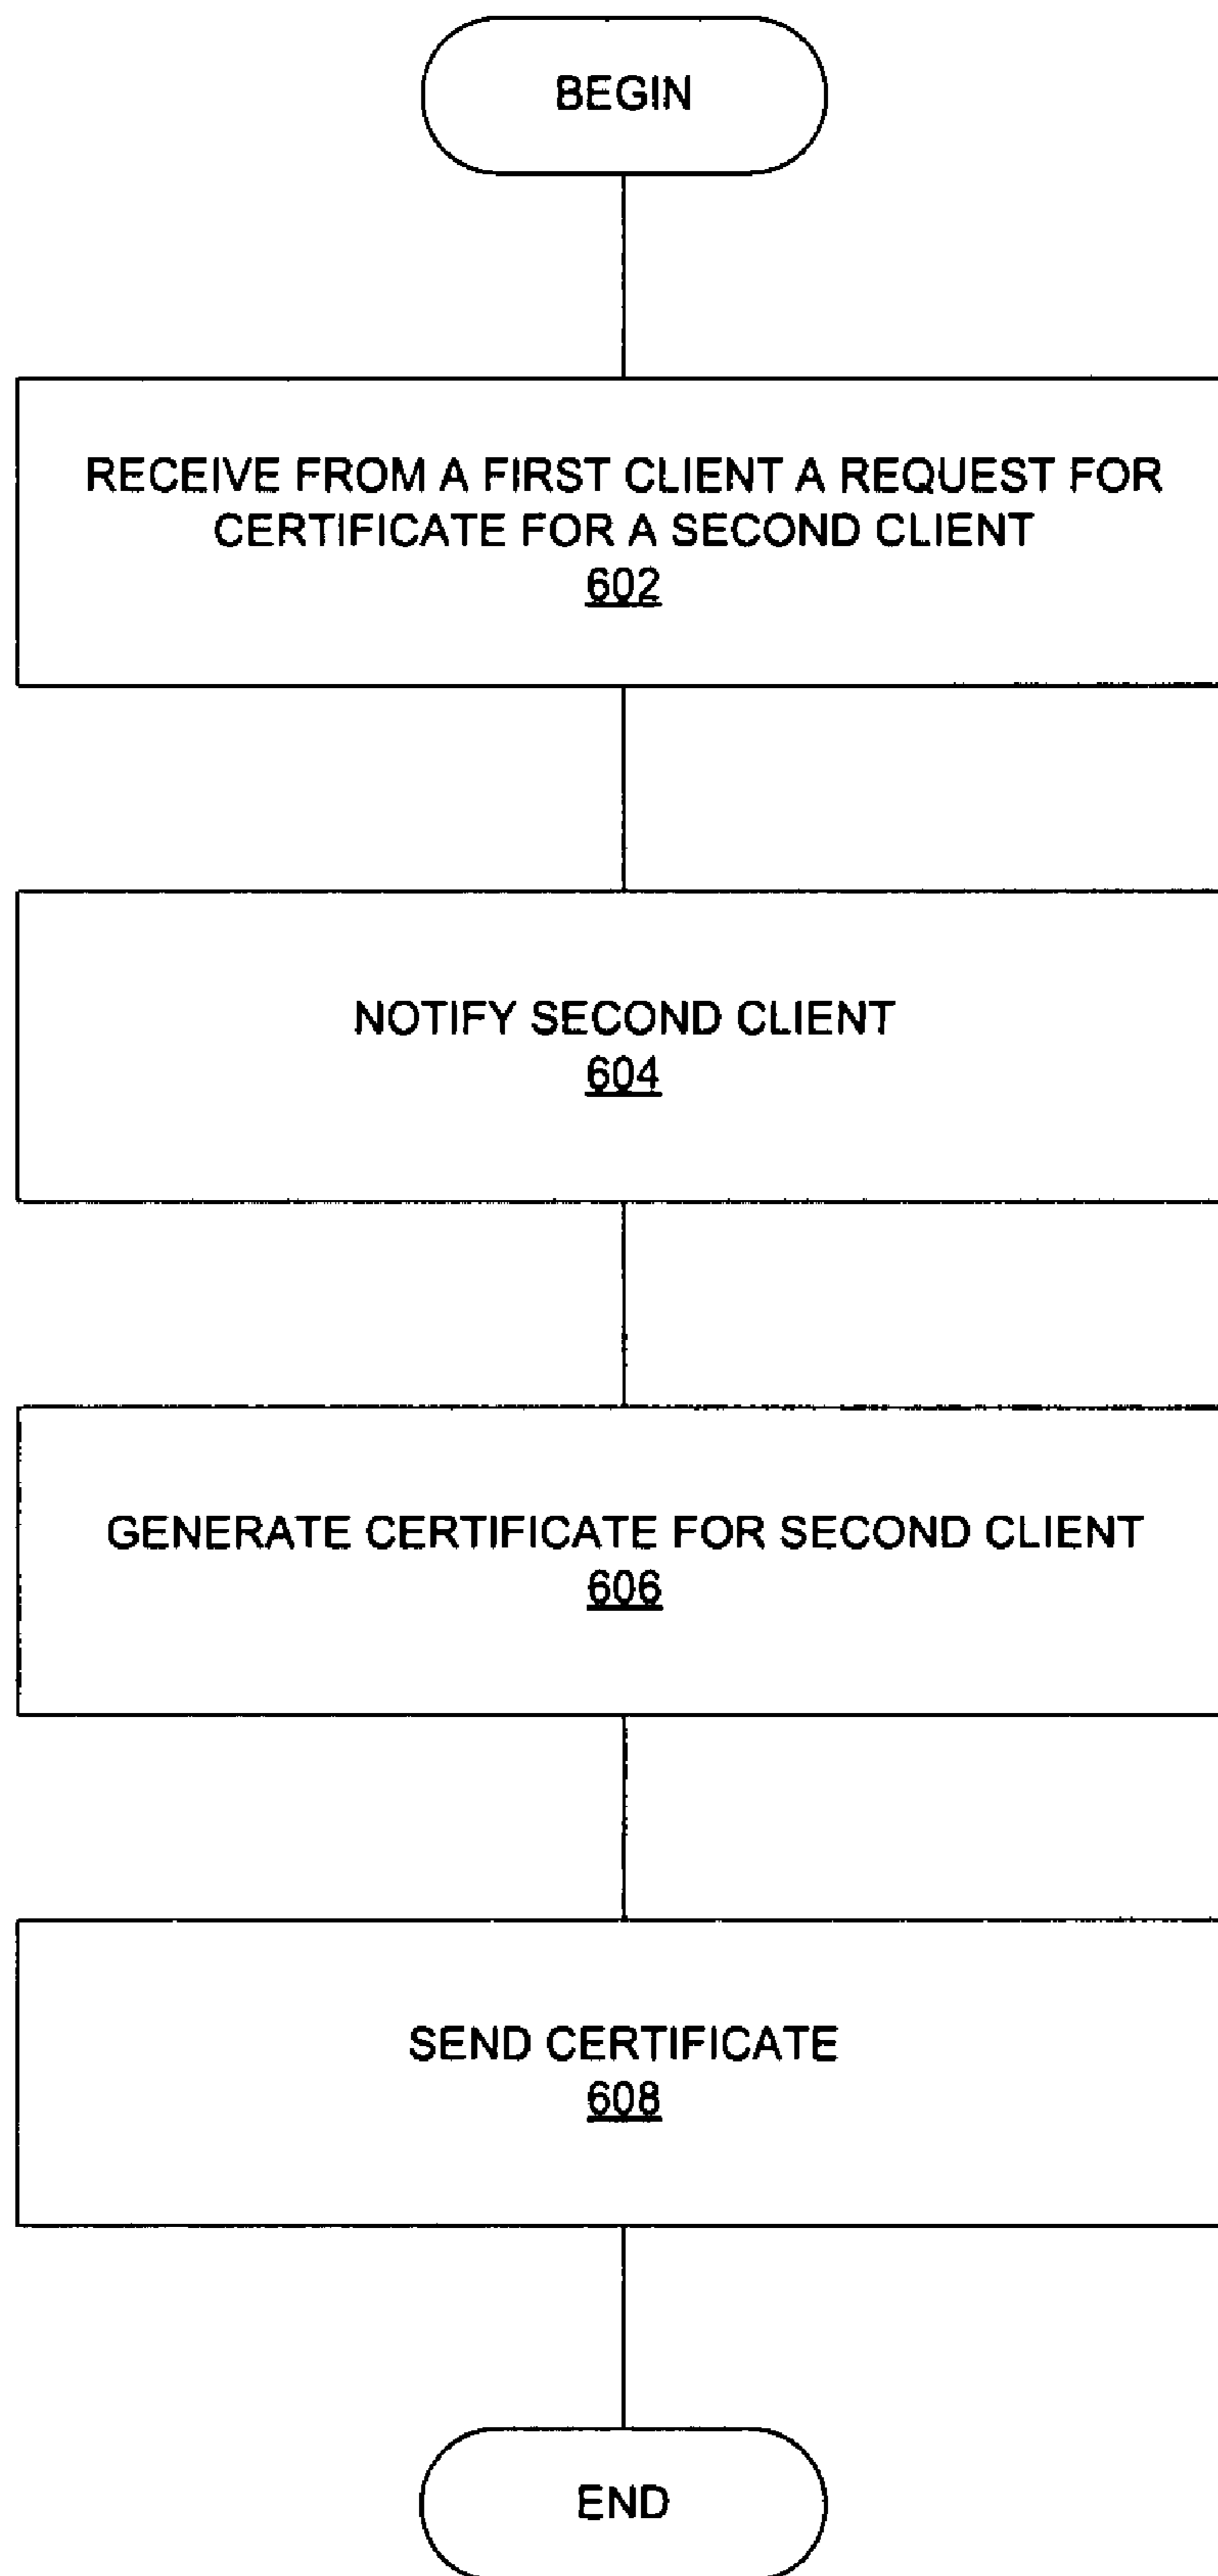 BEGIN
RECEIVE FROM A FIRST CLIENT A REQUEST FOR
CERTIFICATE FOR A SECOND CLIENT
602
NOTIFY SECOND CLIENT
604
GENERATE CERTIFICATE FOR SECOND CLIENT
606
SEND CERTIFICATE
608
END